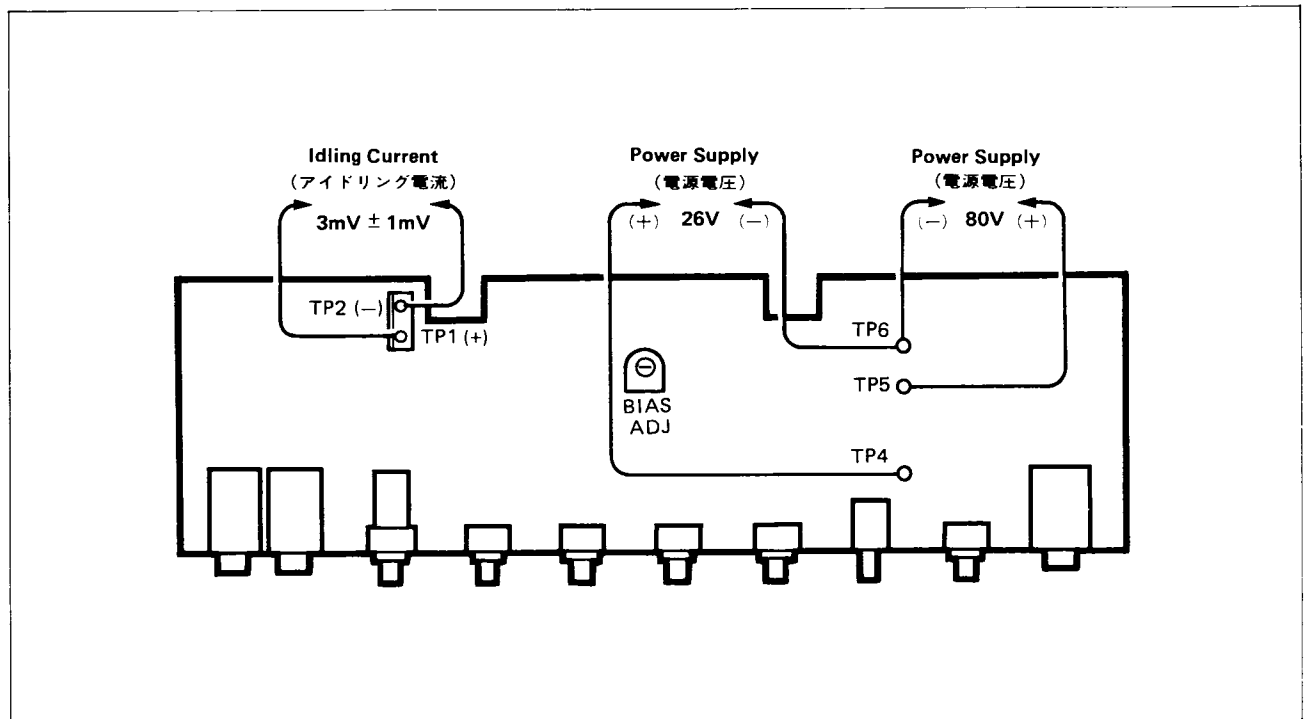 Idling Current
(アイドリング電流)
3mV ± 1mV
Power Supply
(電源電圧)
(+) 26V (−)
Power Supply
(電源電圧)
(−) 80V (+)
TP2 (−)
TP1 (+)
BIAS
ADJ
TP6
TP5
TP4